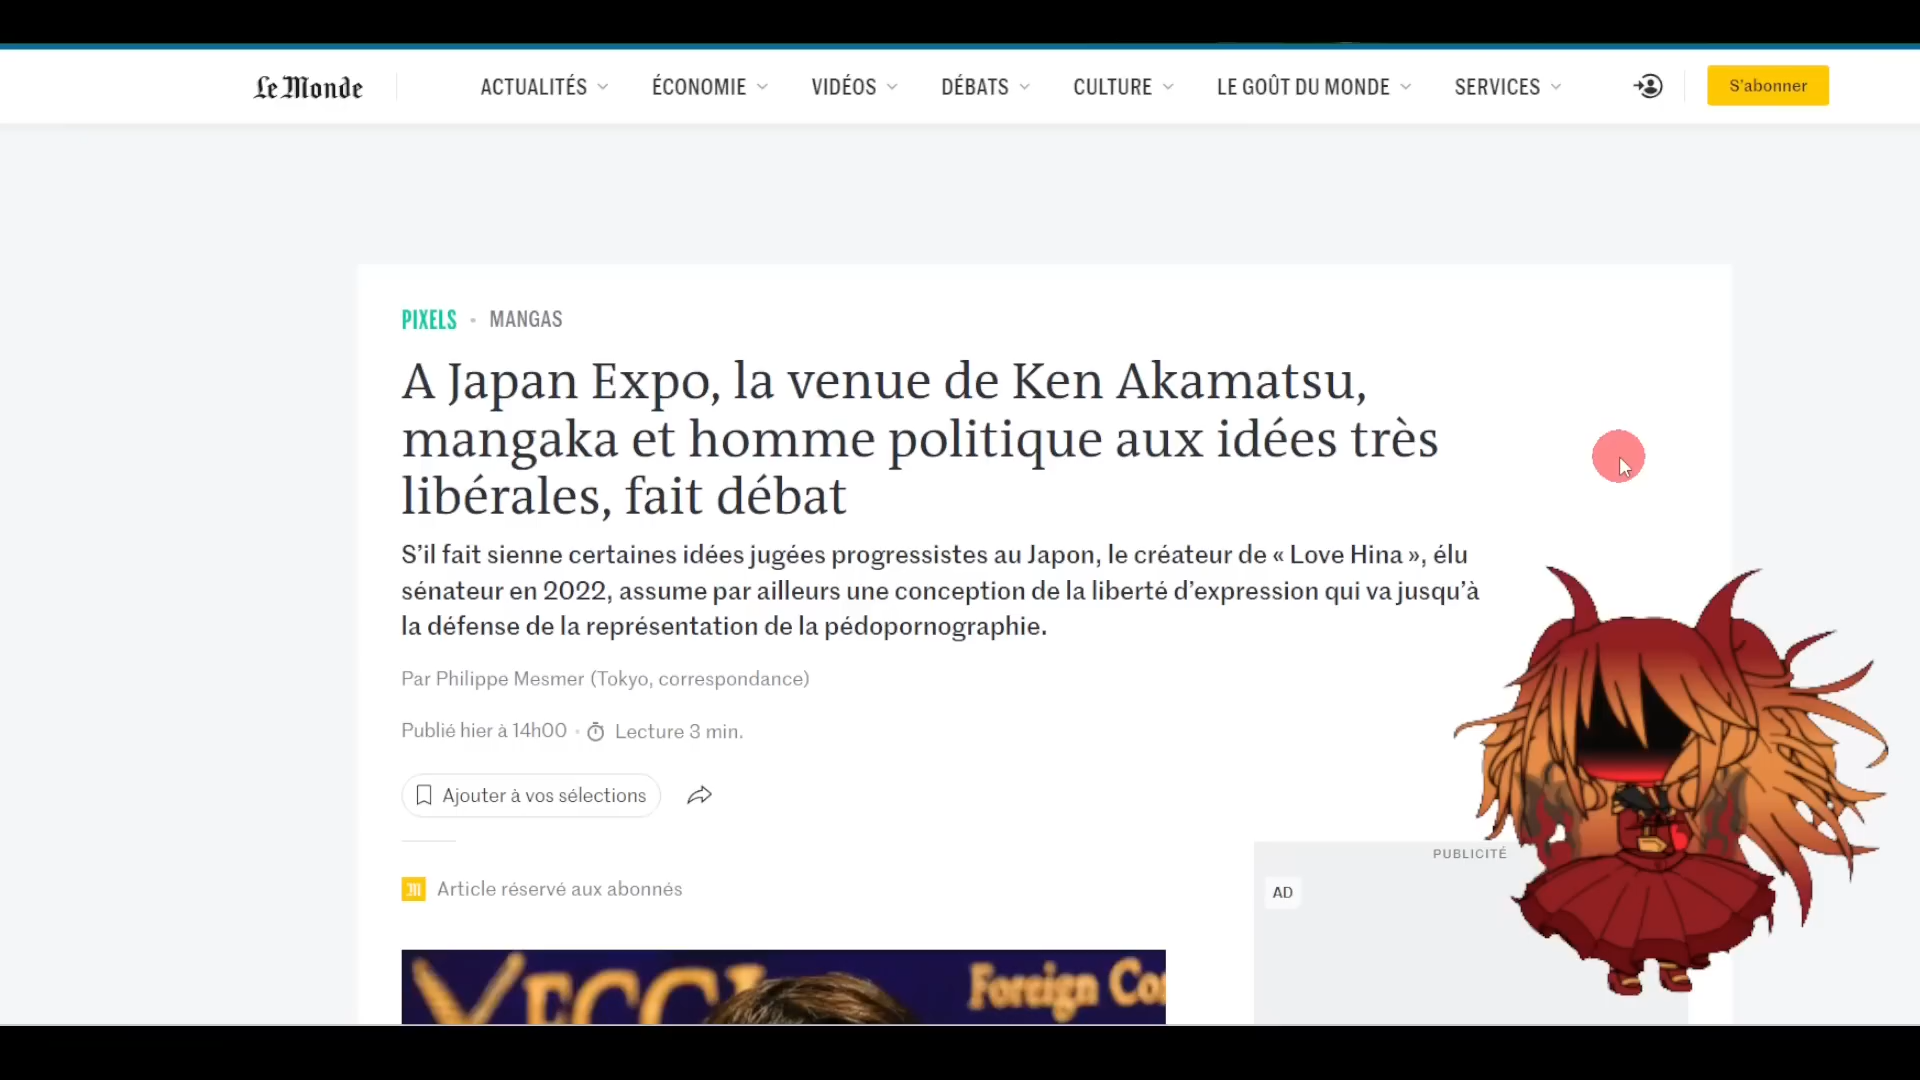 Le Monde
ACTUALITÉS ÉCONOMIE VIDÉOS DÉBATS CULTURE LE GOÛT DU MONDE SERVICES S'abonner
PIXELS • MANGAS
A Japan Expo, la venue de Ken Akamatsu,
mangaka et homme politique aux idées très
libérales, fait débat
S’il fait sienne certaines idées jugées progressistes au Japon, le créateur de « Love Hina », élu
sénateur en 2022, assume par ailleurs une conception de la liberté d’expression qui va jusqu’à
la défense de la représentation de la pédopornographie.
Par Philippe Mesmer (Tokyo, correspondance)
Publié hier à 14h00 • Lecture 3 min.
Ajouter à vos sélections
Article réservé aux abonnés
PUBLICITÉ
AD
FCCJ
Foreign Co